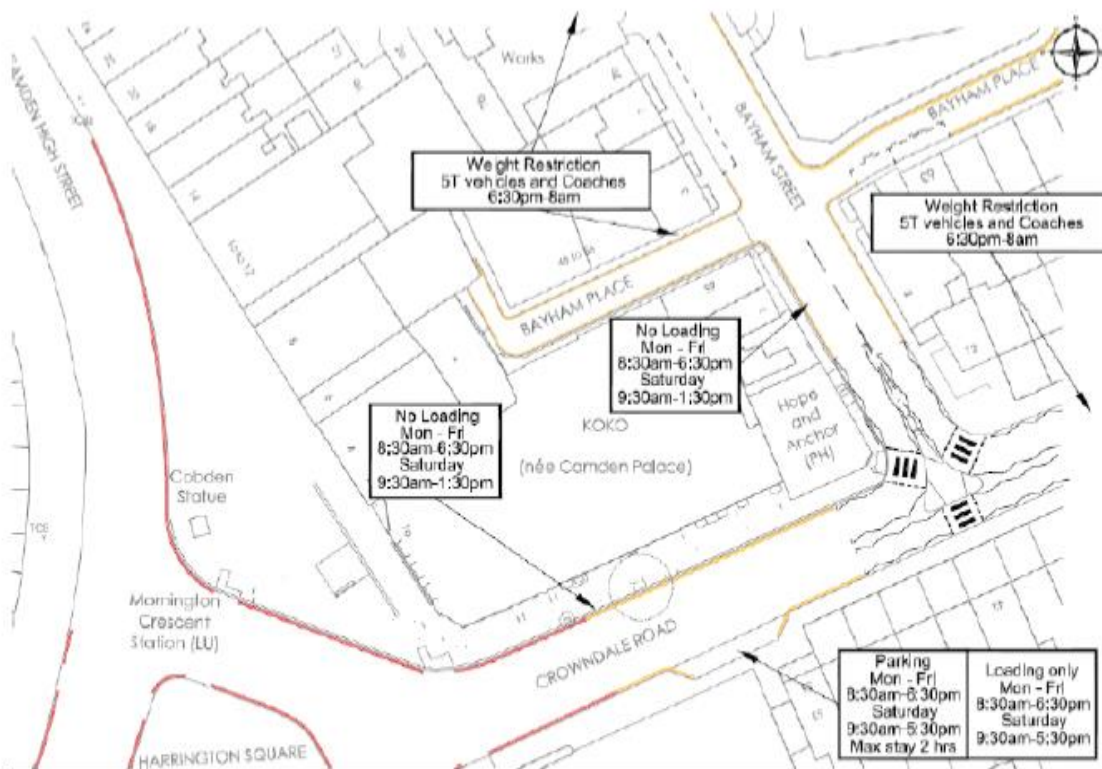 Works
CAMDEN HIGH STREET
BAYHAM STREET
BAYHAM PLACE
Weight Restriction
5T vehicles and Coaches
6:30pm-8am
Weight Restriction
5T vehicles and Coaches
6:30pm-8am
BAYHAM PLACE
No Loading
Mon - Fri
8:30am-6:30pm
Saturday
9:30am-1:30pm
No Loading
Mon - Fri
8:30am-6:30pm
Saturday
9:30am-1:30pm
KOKO
(née Camden Palace)
Hope
and
Anchor
(PH)
Cobden
Statue
Mornington
Crescent
Station (LU)
CROWNDALE ROAD
HARRINGTON SQUARE
Parking
Mon - Fri
8:30am-6:30pm
Saturday
9:30am-5:30pm
Max stay 2 hrs
Loading only
Mon - Fri
8:30am-6:30pm
Saturday
9:30am-5:30pm